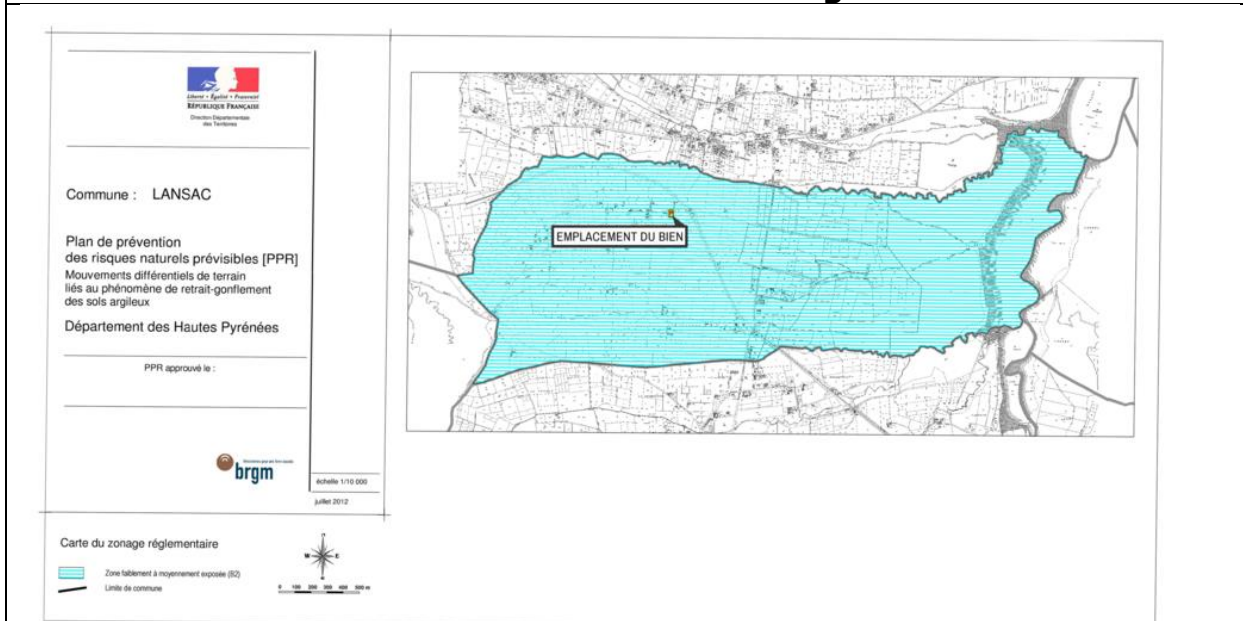 Liberté • Égalité • Fraternité
RÉPUBLIQUE FRANÇAISE
Direction Départementale
des Territoires
Commune : LANSAC
Plan de prévention
des risques naturels prévisibles [PPR]
Mouvements différentiels de terrain
liés au phénomène de retrait-gonflement
des sols argileux
Département des Hautes Pyrénées
PPR approuvé le :
brgm
échelle 1/10 000
juillet 2012
EMPLACEMENT DU BIEN
Carte du zonage réglementaire
N
W E
S
Zone faiblement à moyennement exposée (B2)
Limite de commune
0 100 200 300 400 500 m